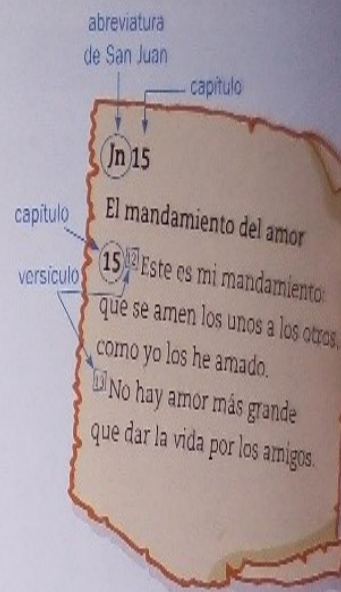 abreviatura
de San Juan
capítulo
Jn 15
El mandamiento del amor
capítulo
15 12 Este es mi mandamiento:
versículo
que se amen los unos a los otros,
como yo los he amado.
13 No hay amor más grande
que dar la vida por los amigos.